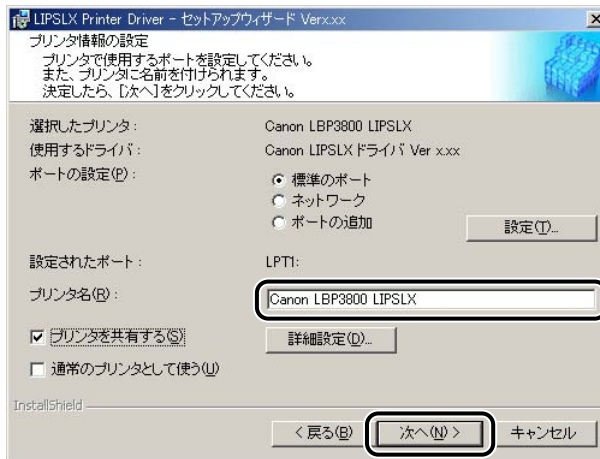 LIPSLX Printer Driver - セットアップウィザード Verx.xx
プリンタ情報の設定
プリンタで使用するポートを設定してください。
また、プリンタに名前を付けられます。
決定したら、[次へ]をクリックしてください。
選択したプリンタ： Canon LBP3800 LIPSLX
使用するドライバ： Canon LIPSLX ドライバ Ver x.xx
ポートの設定(P)： 標準のポート
ネットワーク
ポートの追加 設定(T)...
設定されたポート： LPT1:
プリンタ名(R)： Canon LBP3800 LIPSLX
プリンタを共有する(S) 詳細設定(D)...
通常のプリンタとして使う(U)
InstallShield
< 戻る(B) 次へ(N) > キャンセル